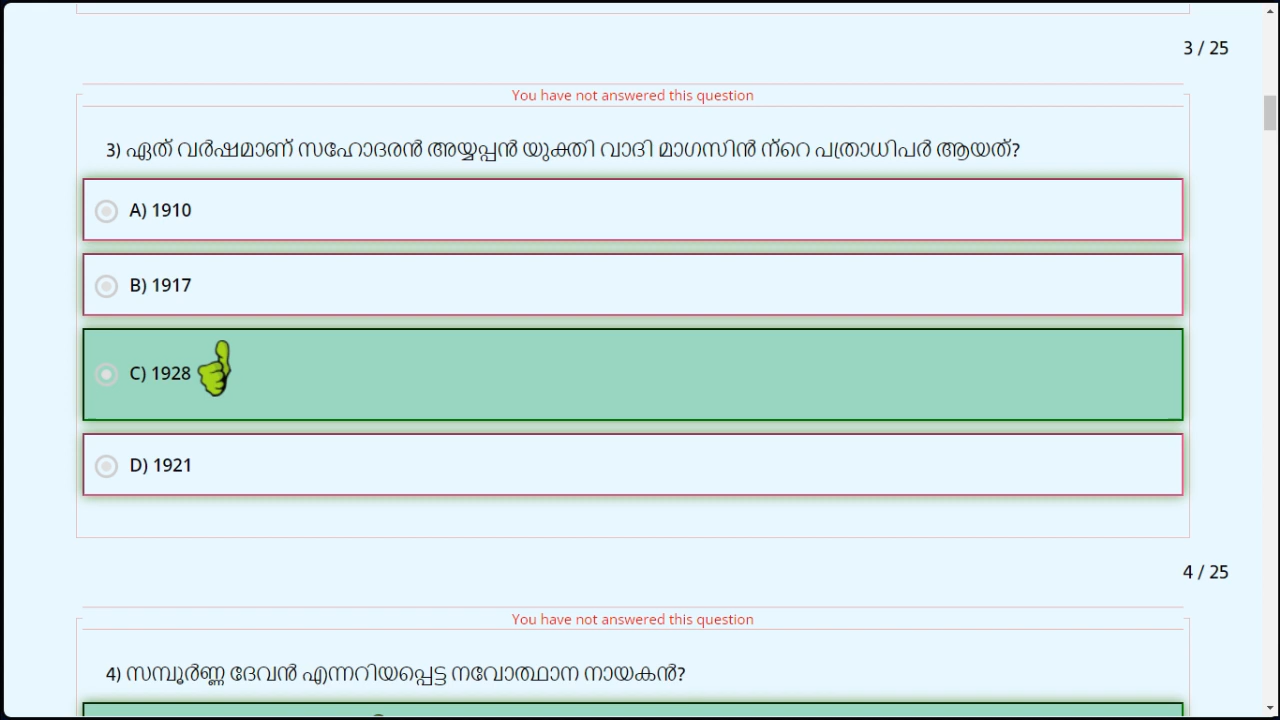 3 / 25
You have not answered this question
3) ഏത് വർഷമാണ് സഹോദരൻ അയ്യപ്പൻ യുക്തി വാദി മാഗസിൻ ന്റെ പത്രാധിപർ ആയത്?
A) 1910
B) 1917
C) 1928
D) 1921
4 / 25
You have not answered this question
4) സമ്പൂർണ്ണ ദേവൻ എന്നറിയപ്പെട്ട നവോത്ഥാന നായകൻ?